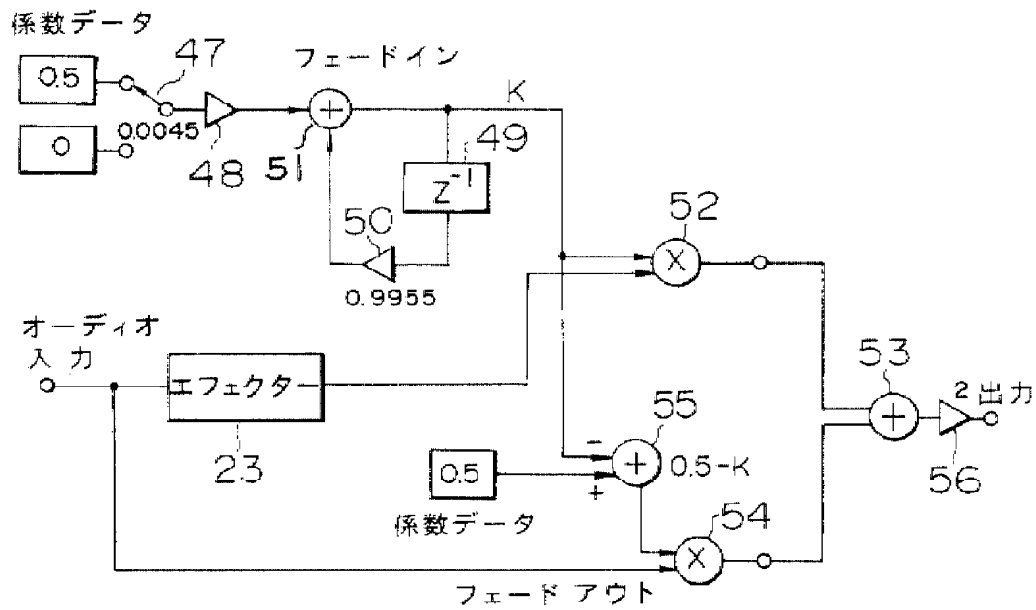 係数データ
47
0.5
フェードイン
K
0
0.0045
48
+
51
49
Z⁻¹
50
0.9955
52
X
オーディオ
入力
エフェクター
23
55
-
+
0.5-K
0.5
+
係数データ
53
+
2 出力
56
54
X
フェード アウト